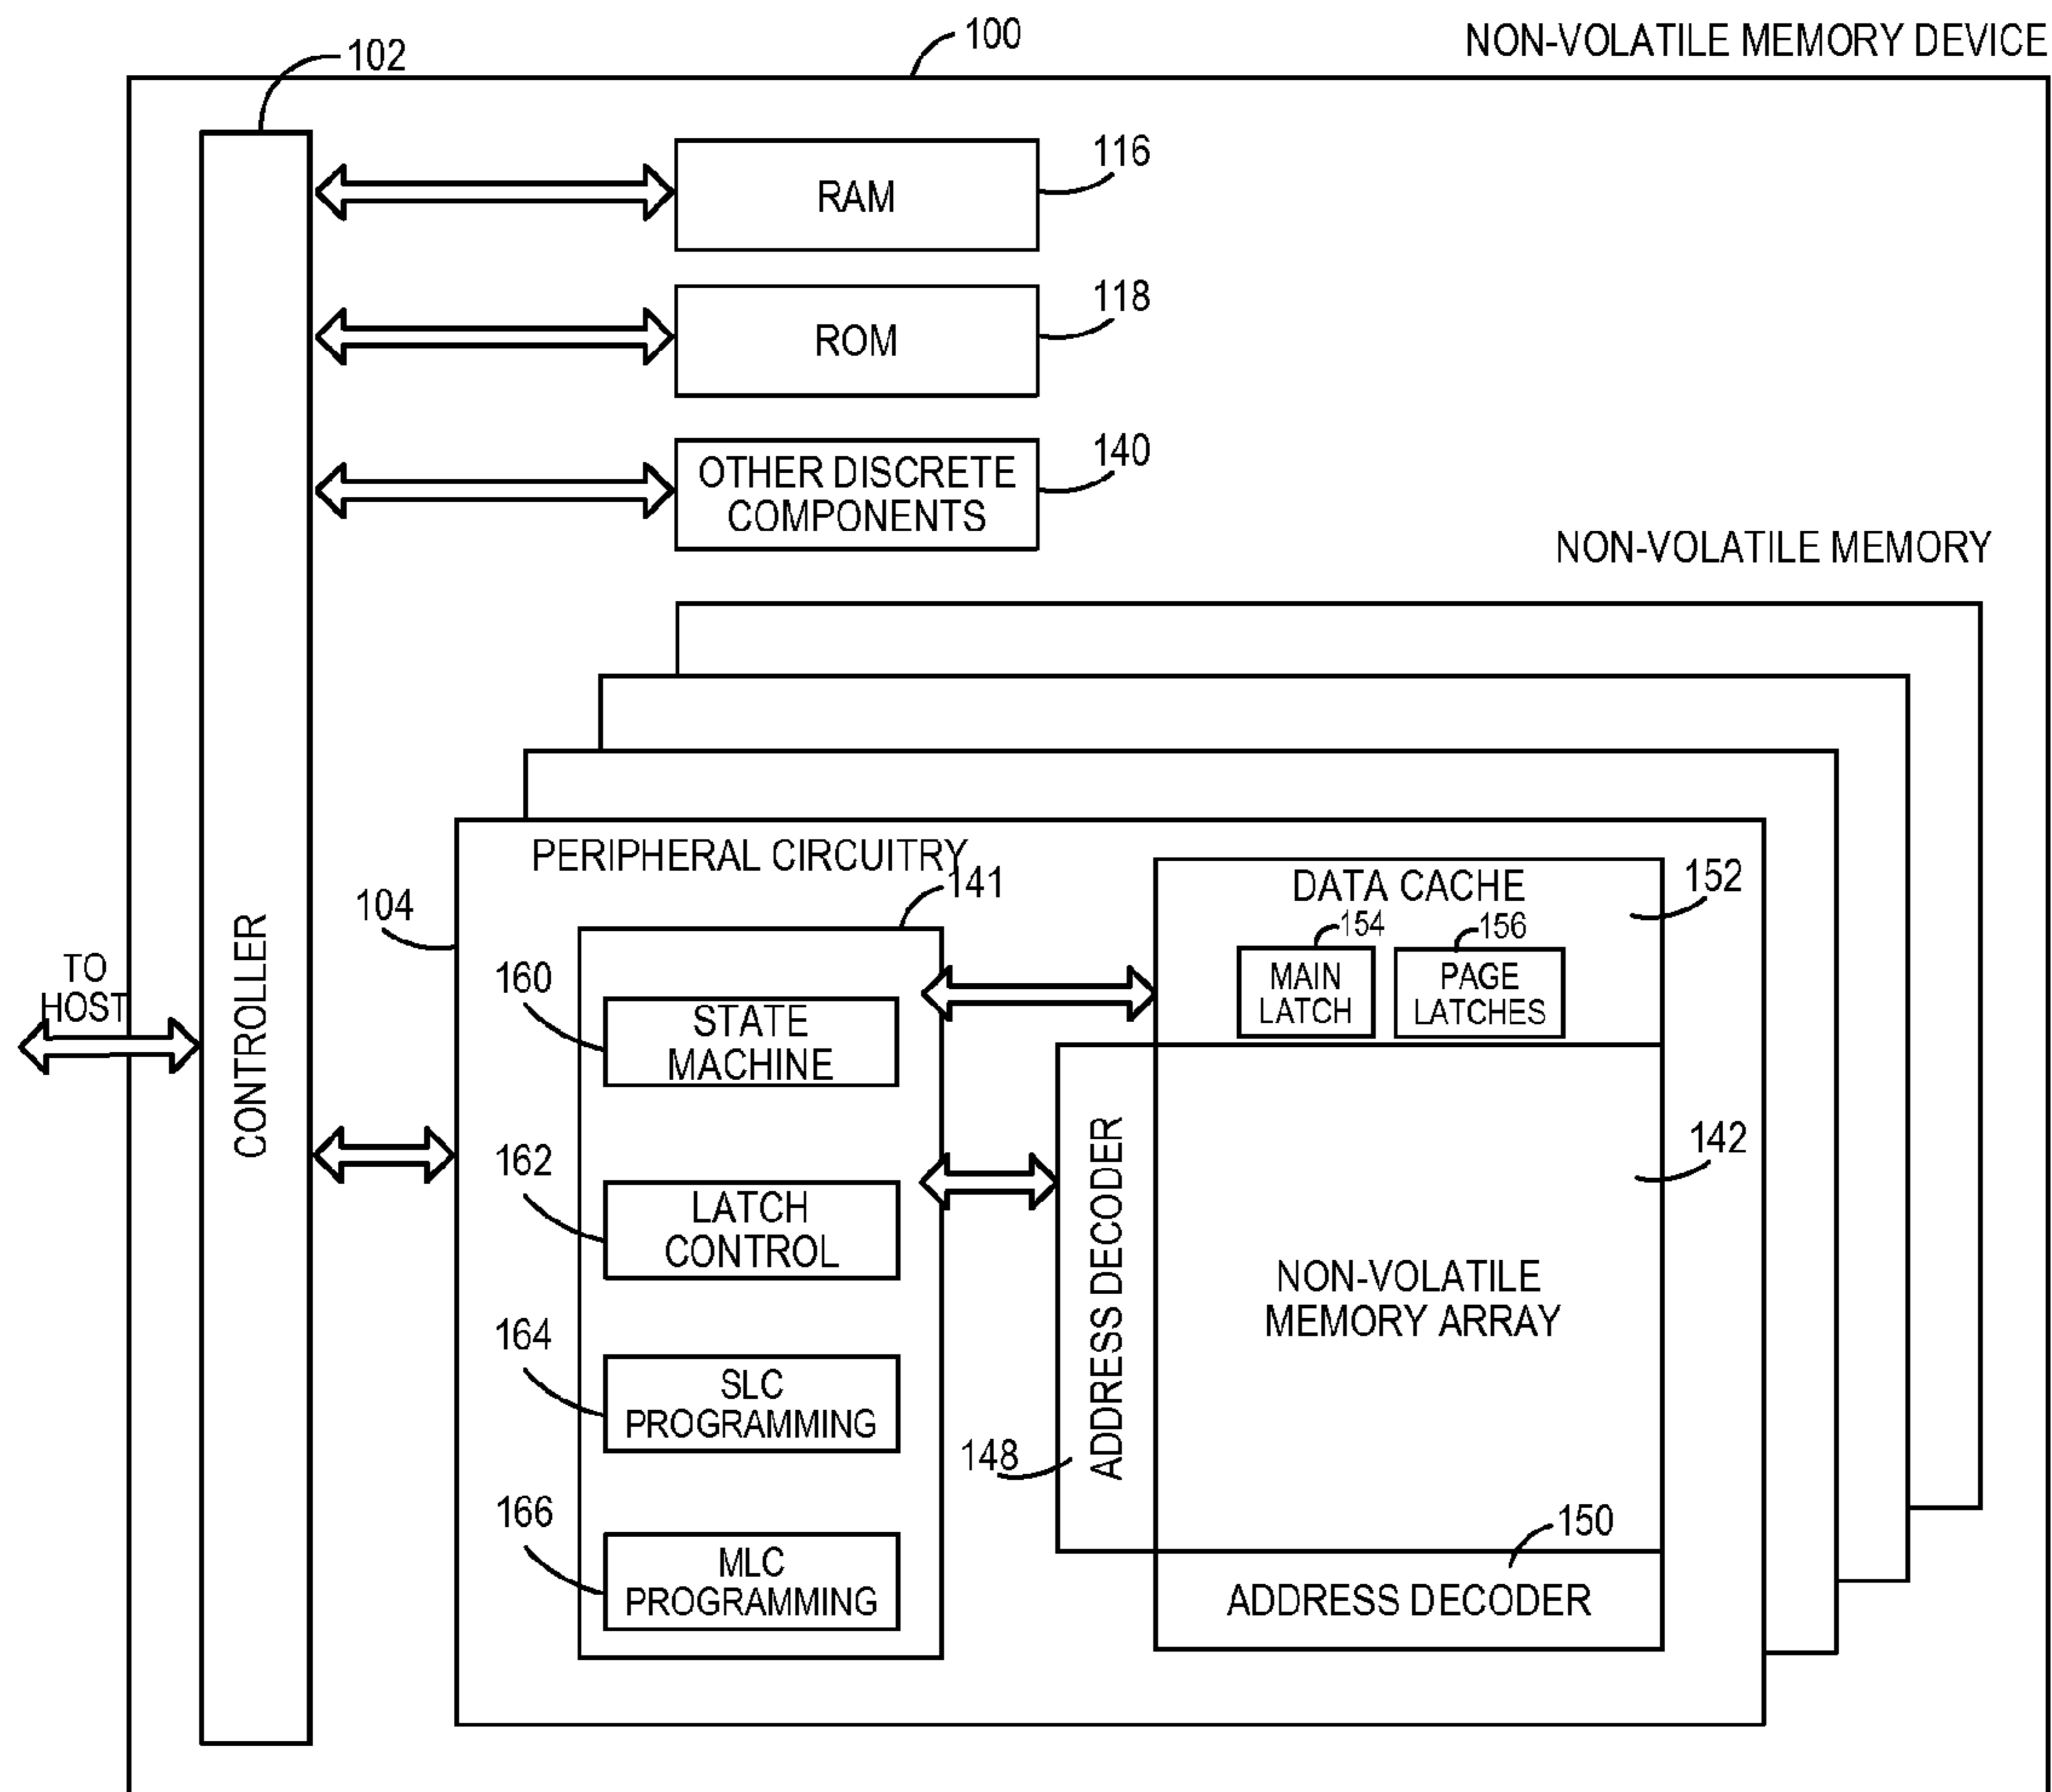 100
NON-VOLATILE MEMORY DEVICE
102
116
RAM
118
ROM
140
OTHER DISCRETE
COMPONENTS
NON-VOLATILE MEMORY
PERIPHERAL CIRCUITRY
141
104
DATA CACHE
152
154
156
MAIN
LATCH
PAGE
LATCHES
TO
HOST
CONTROLLER
160
STATE
MACHINE
162
LATCH
CONTROL
164
SLC
PROGRAMMING
166
MLC
PROGRAMMING
148
ADDRESS DECODER
142
NON-VOLATILE
MEMORY ARRAY
150
ADDRESS DECODER